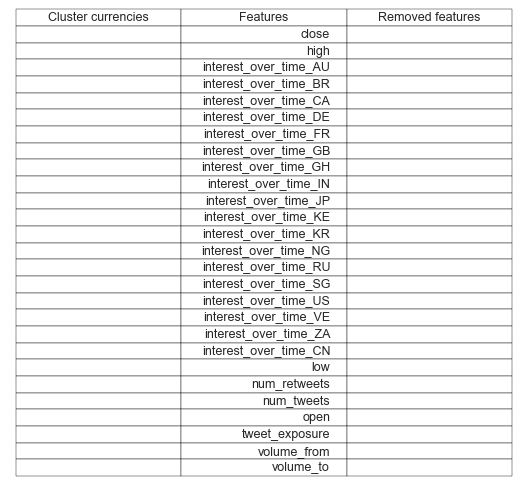 Cluster currencies Features Removed features
close
high
interest_over_time_AU
interest_over_time_BR
interest_over_time_CA
interest_over_time_DE
interest_over_time_FR
interest_over_time_GB
interest_over_time_GH
interest_over_time_IN
interest_over_time_JP
interest_over_time_KE
interest_over_time_KR
interest_over_time_NG
interest_over_time_RU
interest_over_time_SG
interest_over_time_US
interest_over_time_VE
interest_over_time_ZA
interest_over_time_CN
low
num_retweets
num_tweets
open
tweet_exposure
volume_from
volume_to